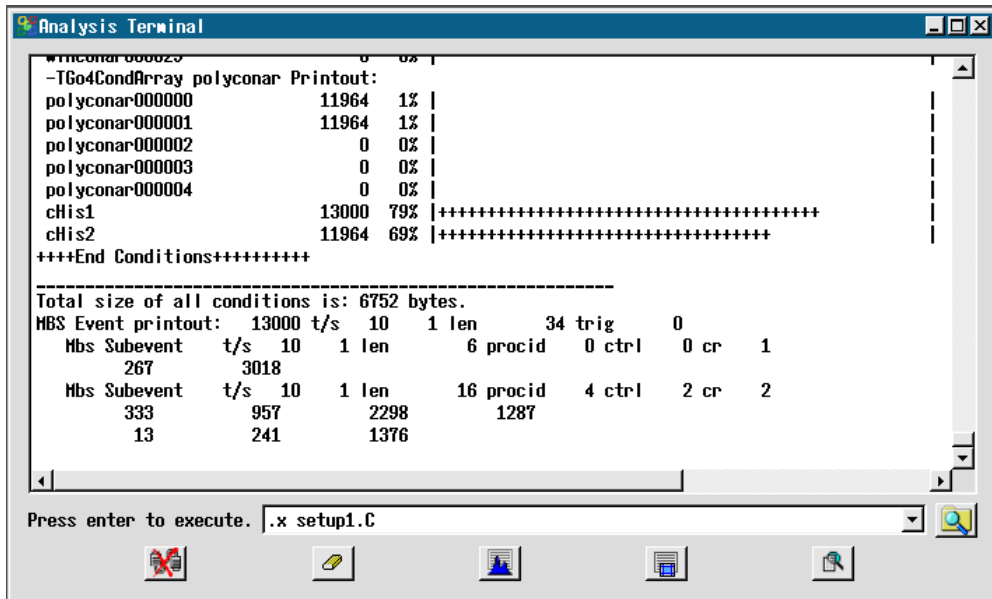 Analysis Terminal
winconar000029 0 0% |
-TGo4CondArray polyconar Printout:
polyconar000000 11964 1% | |
polyconar000001 11964 1% | |
polyconar000002 0 0% | |
polyconar000003 0 0% | |
polyconar000004 0 0% | |
cHis1 13000 79% |+++++++++++++++++++++++++++++++++++++++ |
cHis2 11964 69% |++++++++++++++++++++++++++++++++++ |
++++End Conditions++++++++++
___________________________________________________________
Total size of all conditions is: 6752 bytes.
MBS Event printout: 13000 t/s 10 1 len 34 trig 0
Mbs Subevent t/s 10 1 len 6 procid 0 ctrl 0 cr 1
267 3018
Mbs Subevent t/s 10 1 len 16 procid 4 ctrl 2 cr 2
333 957 2298 1287
13 241 1376
Press enter to execute. .x setup1.C